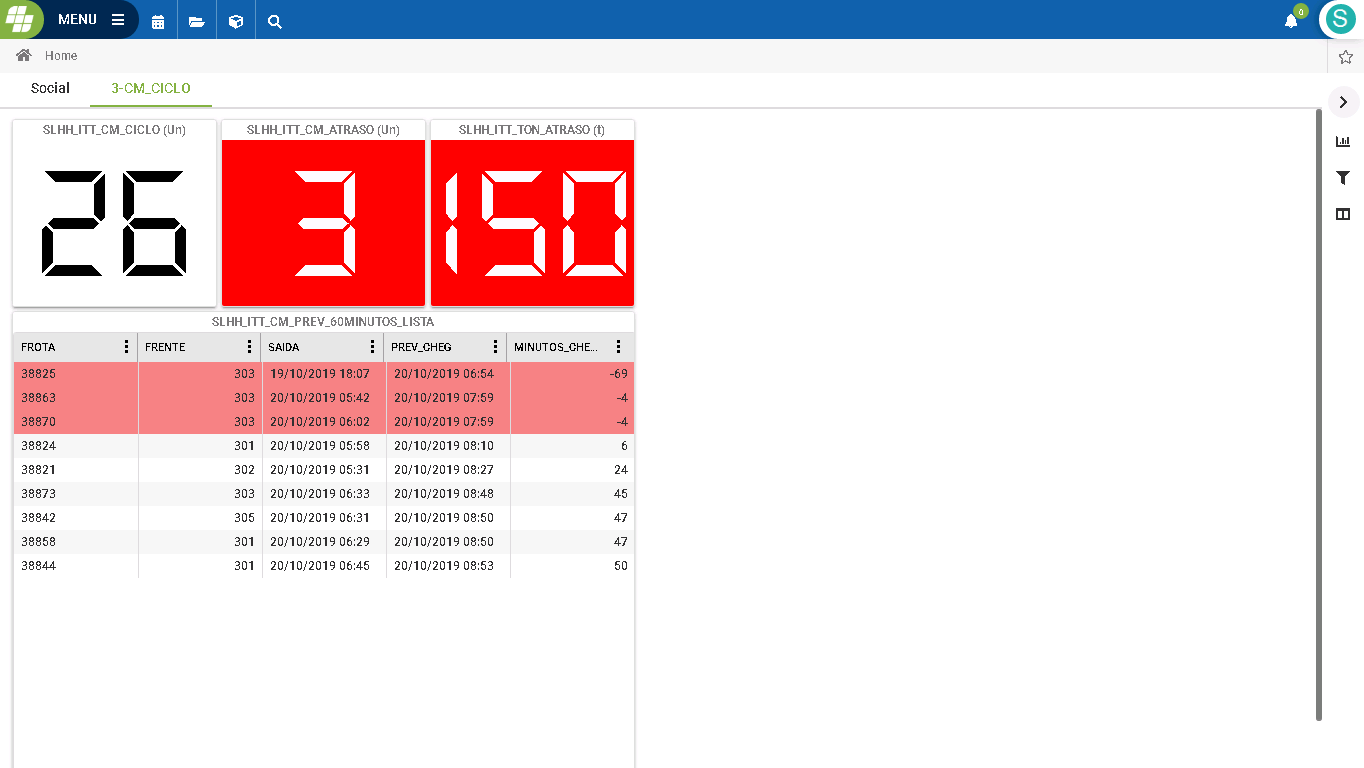 MENU
0
S
Home
Social 3-CM_CICLO
SLHH_ITT_CM_CICLO (Un) SLHH_ITT_CM_ATRASO (Un) SLHH_ITT_TON_ATRASO (t)
26 3 150
SLHH_ITT_CM_PREV_60MINUTOS_LISTA
FROTA FRENTE SAIDA PREV_CHEG MINUTOS_CHE...
38825 303 19/10/2019 18:07 20/10/2019 06:54 -69
38863 303 20/10/2019 05:42 20/10/2019 07:59 -4
38870 303 20/10/2019 06:02 20/10/2019 07:59 -4
38824 301 20/10/2019 05:58 20/10/2019 08:10 6
38821 302 20/10/2019 05:31 20/10/2019 08:27 24
38873 303 20/10/2019 06:33 20/10/2019 08:48 45
38842 305 20/10/2019 06:31 20/10/2019 08:50 47
38858 301 20/10/2019 06:29 20/10/2019 08:50 47
38844 301 20/10/2019 06:45 20/10/2019 08:53 50